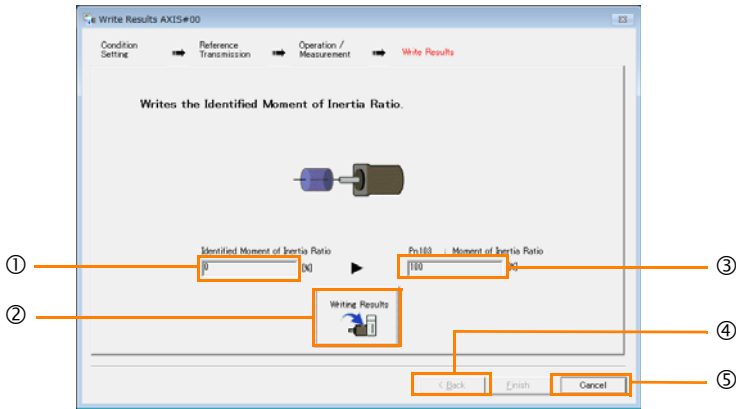 Write Results AXIS#00
Condition Setting
Reference Transmission
Operation / Measurement
Write Results
Writes the Identified Moment of Inertia Ratio.
Identified Moment of Inertia Ratio
Pn103 : Moment of Inertia Ratio
① 0 [%]
100 [%] ③
② Writing Results
④
< Back Finish Cancel ⑤